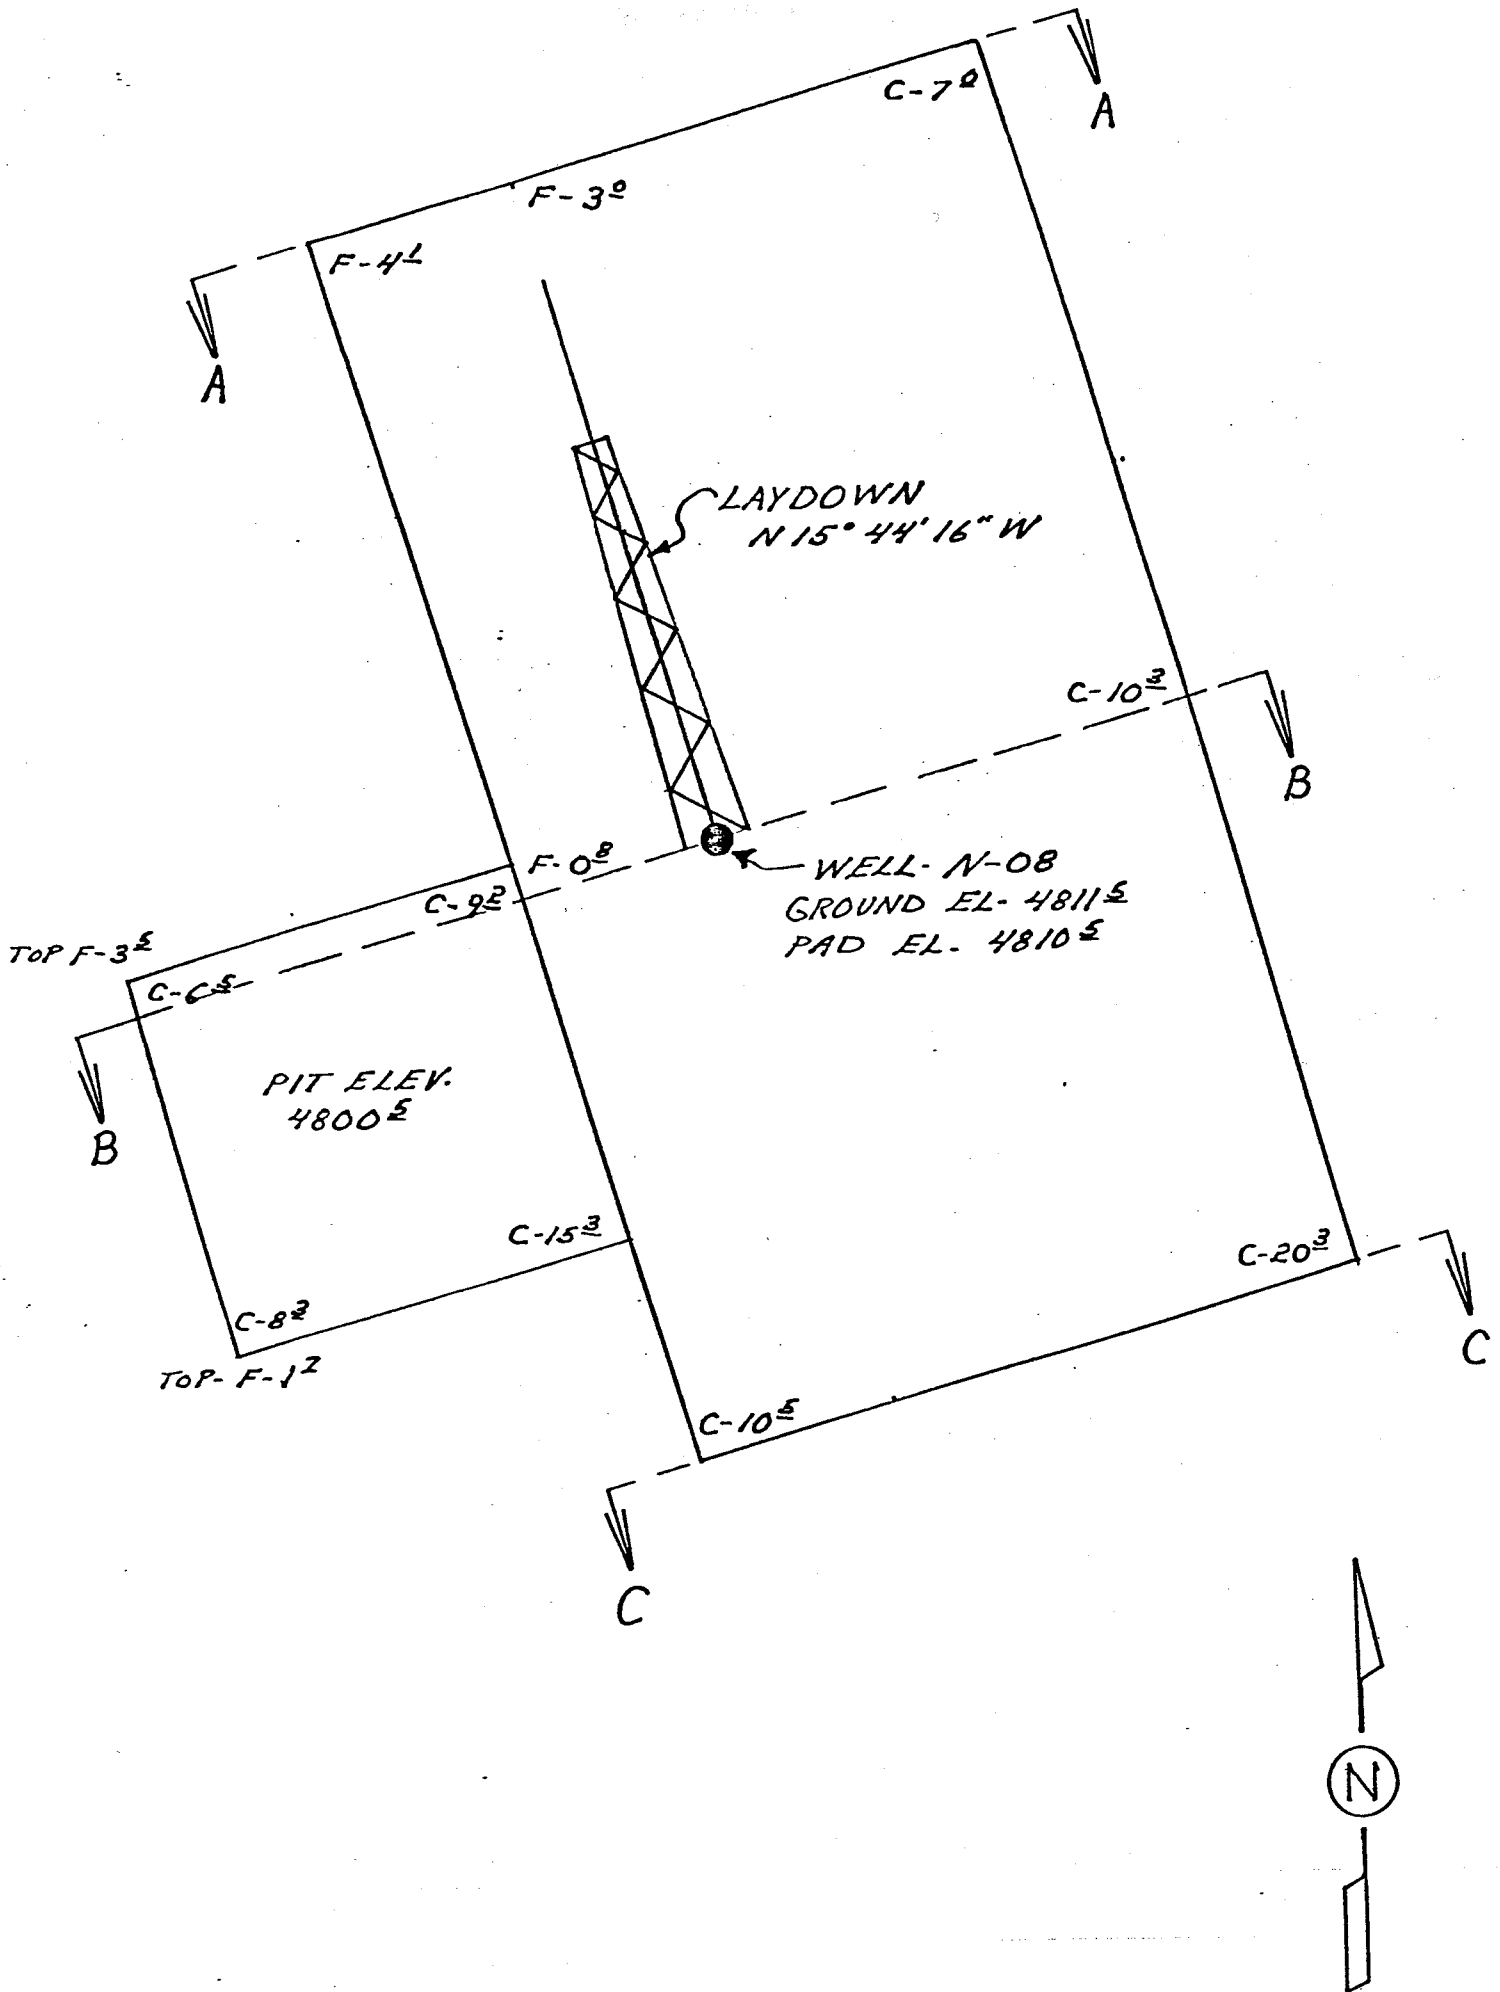 C-7 0
A
F-3 0
F-4 1
A
LAYDOWN
N 15° 44' 16" W
C-10 3
B
F-0 8
WELL- N-08
C-9 2
GROUND EL- 4811 5
PAD EL. 4810 5
TOP F-3 5
C-6 5
PIT ELEV.
4800 5
B
C-15 3
C-20 3
C-8 3
C
TOP- F-1 7
C-10 5
C
N